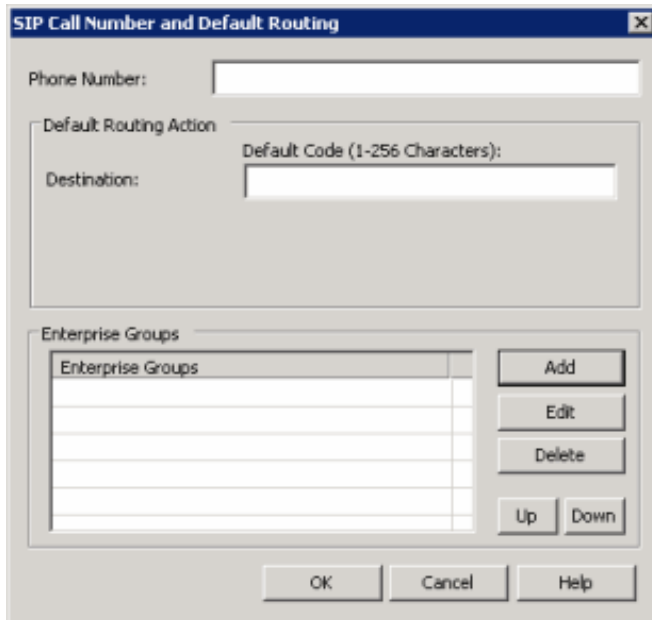 SIP Call Number and Default Routing
Phone Number:
Default Routing Action
Default Code (1-256 Characters):
Destination:
Enterprise Groups
Enterprise Groups
Add
Edit
Delete
Up Down
OK Cancel Help